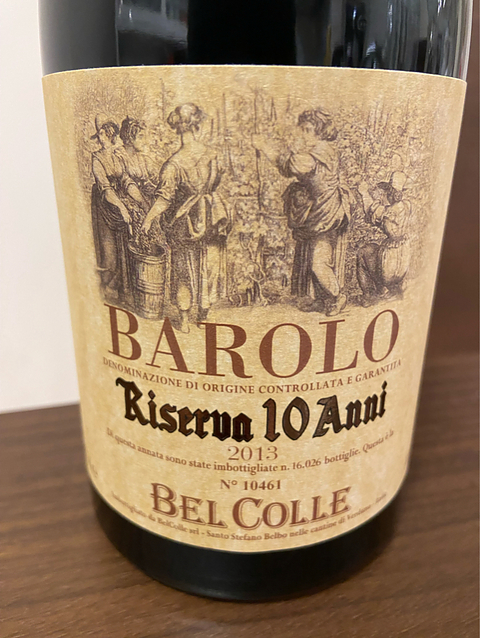 BAROLO
DENOMINAZIONE DI ORIGINE CONTROLLATA E GARANTITA
Riserva 10 Anni
2013
Di questa annata sono state imbottigliate n. 16.026 bottiglie. Questa è la
N° 10461
BEL COLLE
Imbottigliato da BelColle srl - Santo Stefano Belbo nelle cantine di Verduno